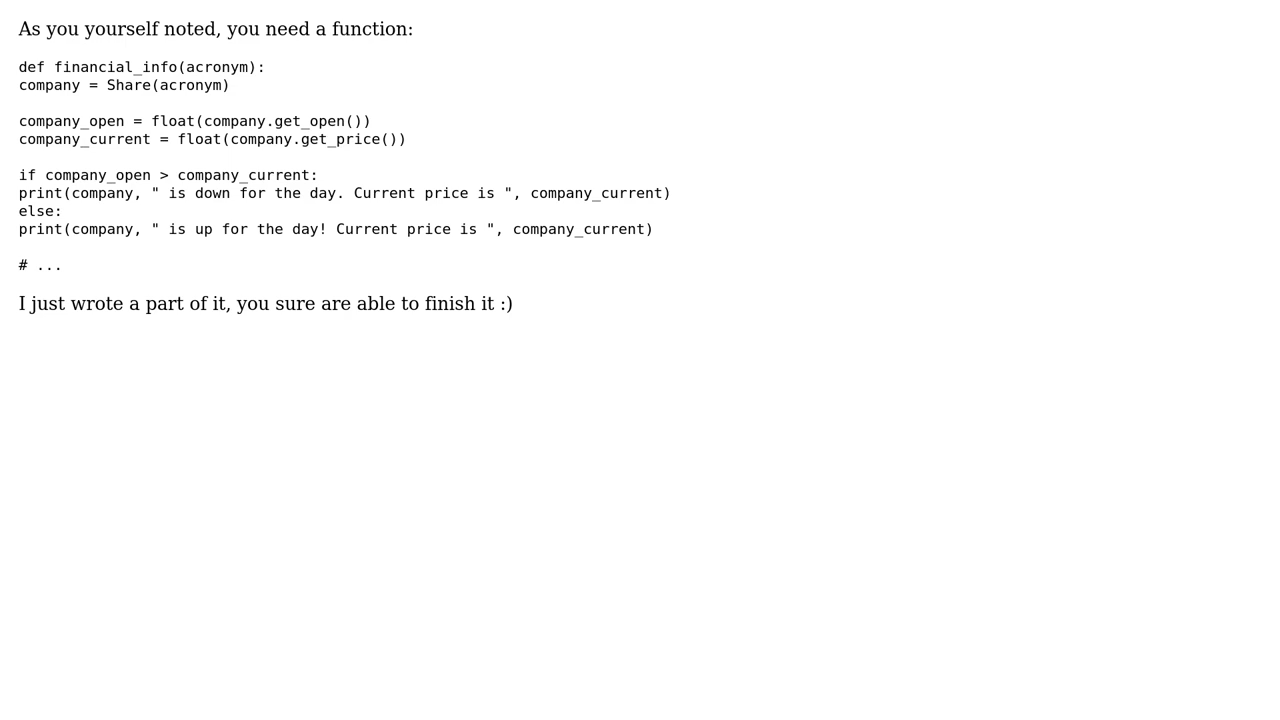 As you yourself noted, you need a function:
def financial_info(acronym):
company = Share(acronym)
company_open = float(company.get_open())
company_current = float(company.get_price())
if company_open > company_current:
print(company, " is down for the day. Current price is ", company_current)
else:
print(company, " is up for the day! Current price is ", company_current)
# ...
I just wrote a part of it, you sure are able to finish it :)